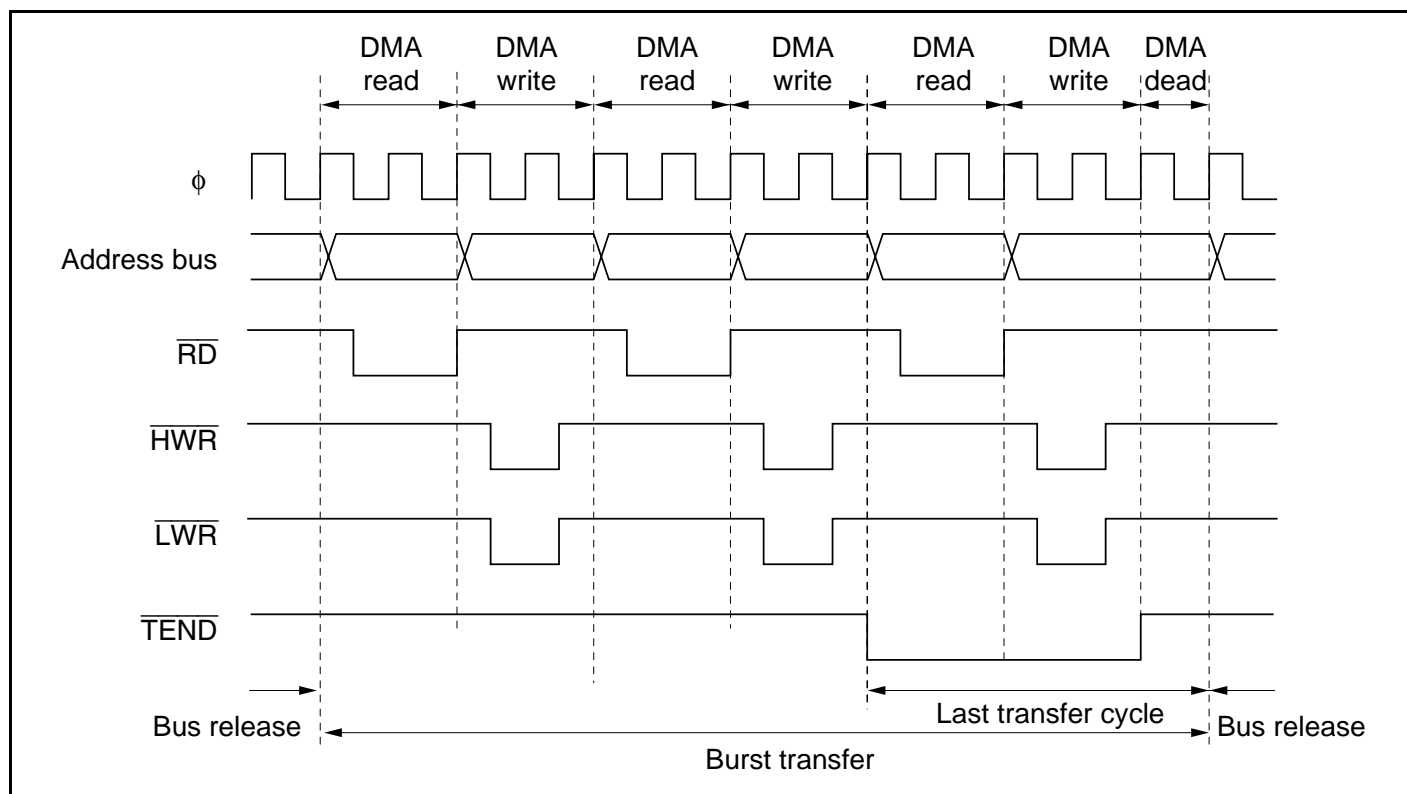 DMA read
DMA write
DMA read
DMA write
DMA read
DMA write
DMA dead
ϕ
Address bus
RD
HWR
LWR
TEND
Bus release
Last transfer cycle
Bus release
Burst transfer